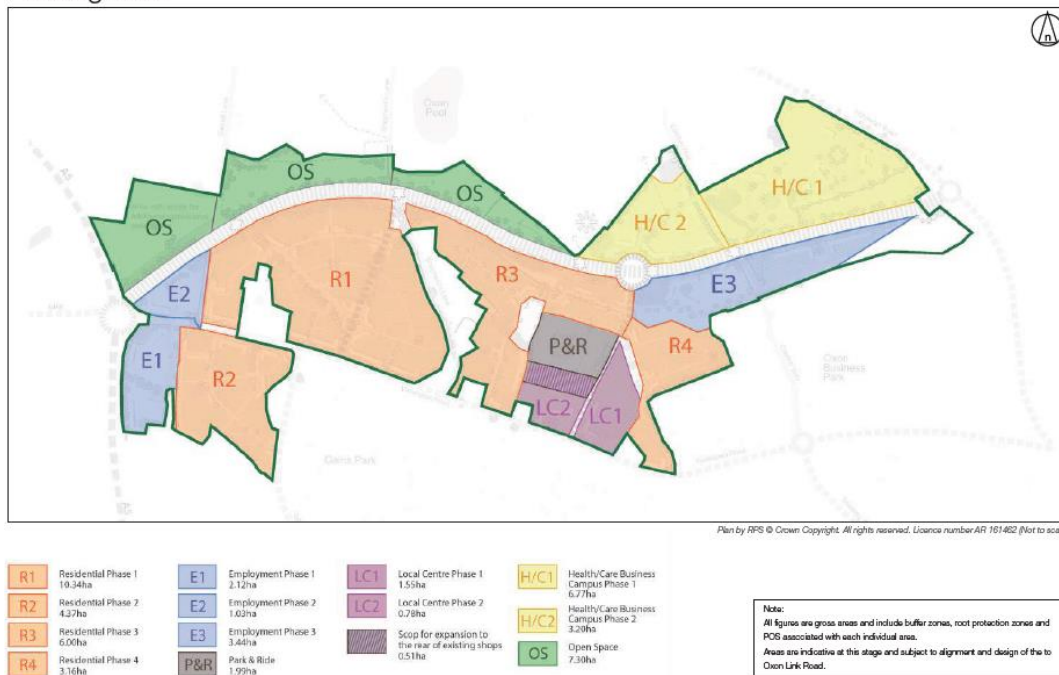 n
Oxon
Pool
A5
OS
OS
OS
H/C 1
H/C 2
R1
R3
E2
E3
E1
R2
P&R
R4
LC2
LC1
Oxon
Business
Park
Gains Park
Plan by RPS © Crown Copyright. All rights reserved. Licence number AR 161462 (Not to sca
R1 Residential Phase 1
10.34ha
R2 Residential Phase 2
4.37ha
R3 Residential Phase 3
6.00ha
R4 Residential Phase 4
3.16ha
E1 Employment Phase 1
2.12ha
E2 Employment Phase 2
1.03ha
E3 Employment Phase 3
3.44ha
P&R Park & Ride
1.99ha
LC1 Local Centre Phase 1
1.55ha
LC2 Local Centre Phase 2
0.78ha
Scop for expansion to
the rear of existing shops
0.51ha
H/C1 Health/Care Business
Campus Phase 1
6.77ha
H/C2 Health/Care Business
Campus Phase 2
3.20ha
OS Open Space
7.30ha
Note:
All figures are gross areas and include buffer zones, root protection zones and
POS associated with each individual area.
Areas are indicative at this stage and subject to alignment and design of the to
Oxon Link Road.